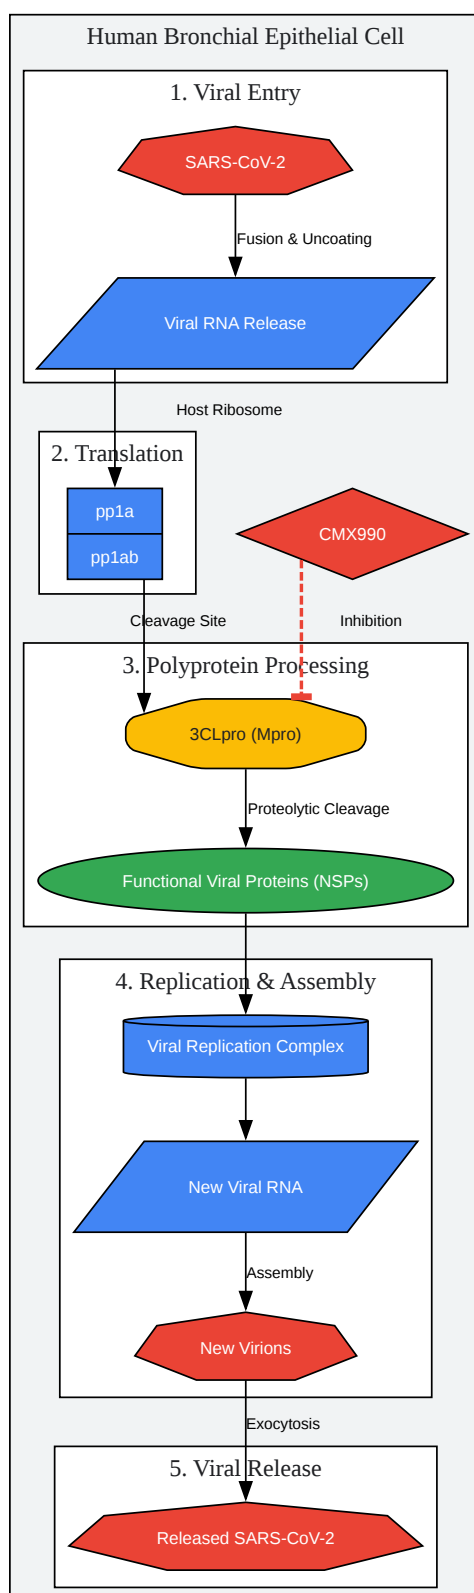 Human Bronchial Epithelial Cell
1. Viral Entry
SARS-CoV-2
Fusion & Uncoating
Viral RNA Release
Host Ribosome
2. Translation
pp1a
pp1ab
CMX990
Cleavage Site
Inhibition
3. Polyprotein Processing
3CLpro (Mpro)
Proteolytic Cleavage
Functional Viral Proteins (NSPs)
4. Replication & Assembly
Viral Replication Complex
New Viral RNA
Assembly
New Virions
Exocytosis
5. Viral Release
Released SARS-CoV-2